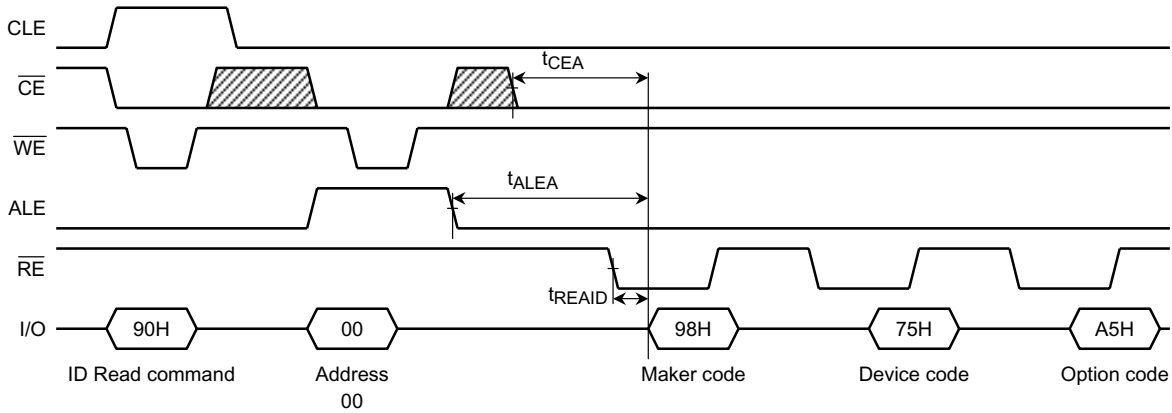 CLE
tCEA
CE
WE
tALEA
ALE
RE
tREAID
I/O 90H 00 98H 75H A5H
ID Read command Address Maker code Device code Option code
00